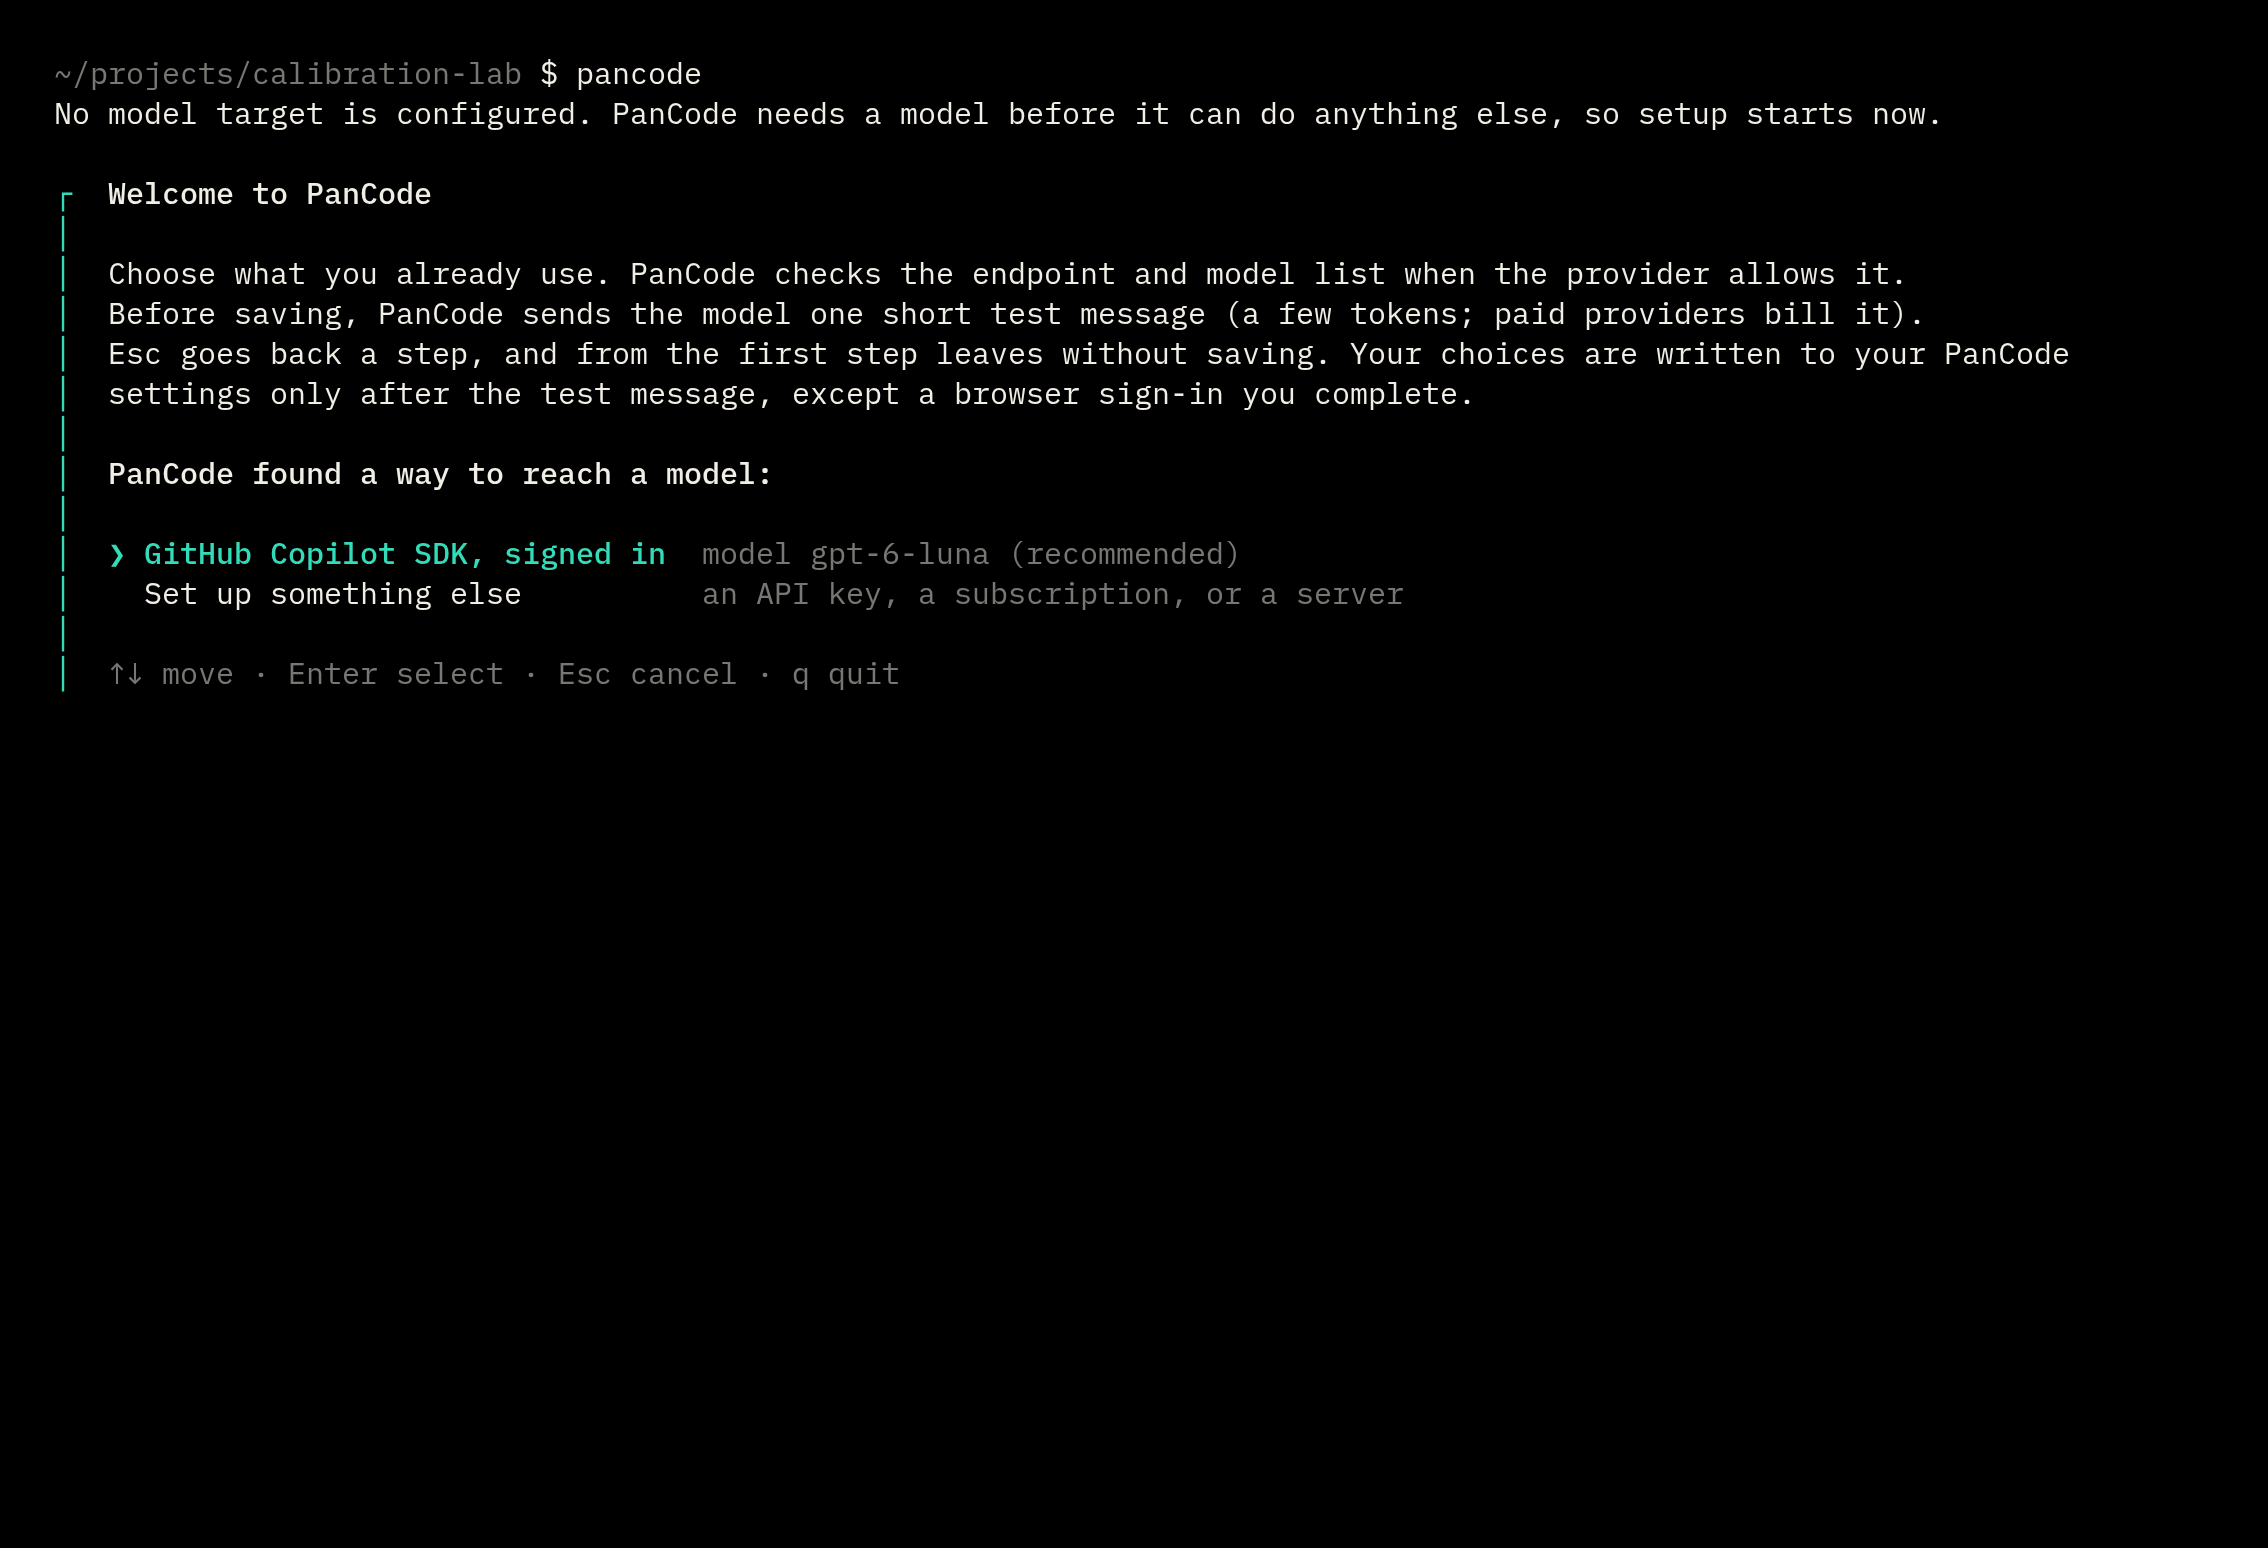 ~/projects/calibration-lab $ pancode
No model target is configured. PanCode needs a model before it can do anything else, so setup starts now.
Welcome to PanCode
Choose what you already use. PanCode checks the endpoint and model list when the provider allows it.
Before saving, PanCode sends the model one short test message (a few tokens; paid providers bill it).
Esc goes back a step, and from the first step leaves without saving. Your choices are written to your PanCode
settings only after the test message, except a browser sign-in you complete.
PanCode found a way to reach a model:
❯ GitHub Copilot SDK, signed in  model gpt-6-luna (recommended)
Set up something else  an API key, a subscription, or a server
↑↓ move · Enter select · Esc cancel · q quit